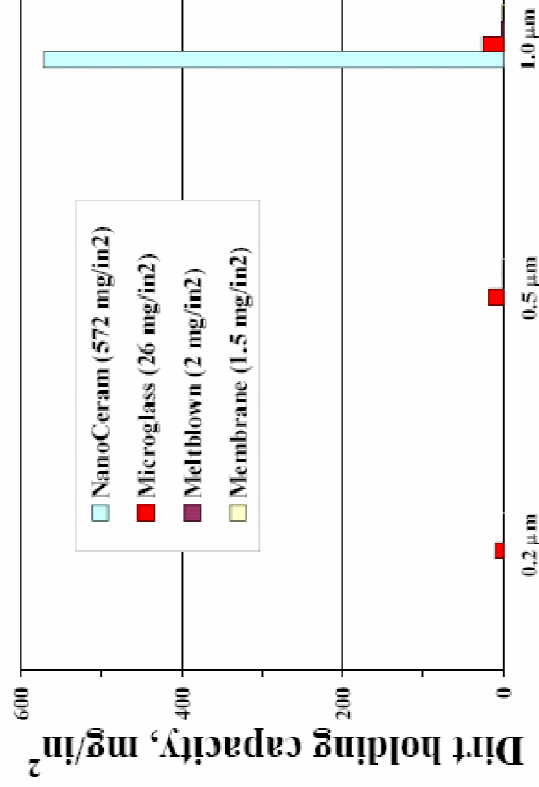 Dirt holding capacity, mg/in2
600
400
200
0
NanoCeram (572 mg/in2)
Microglass (26 mg/in2)
Meltblown (2 mg/in2)
Membrane (1.5 mg/in2)
0.2 µm
0.5 µm
1.0 µm